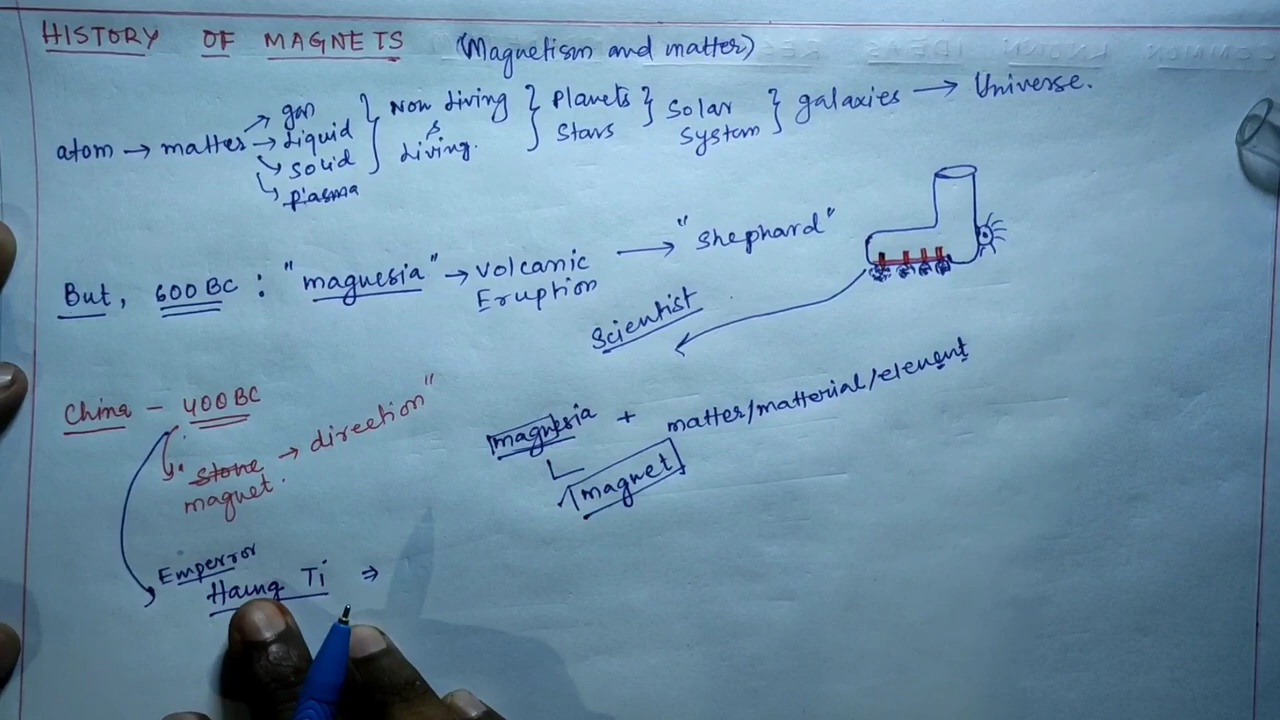 HISTORY OF MAGNETS (Magnetism and matter)
atom → matter → gas
→ Liquid
→ solid
→ plasma
Non living
&
living.
Planets
Stars
Solar
System
galaxies → Universe.
But, 600 BC : "magnesia" → volcanic
Eruption
→ "Shephard"
Scientist
magnesia + matter/matterial/element
magnet
China - 400 BC
stone → direction"
magnet.
Emperror
Haung Ti ⇒